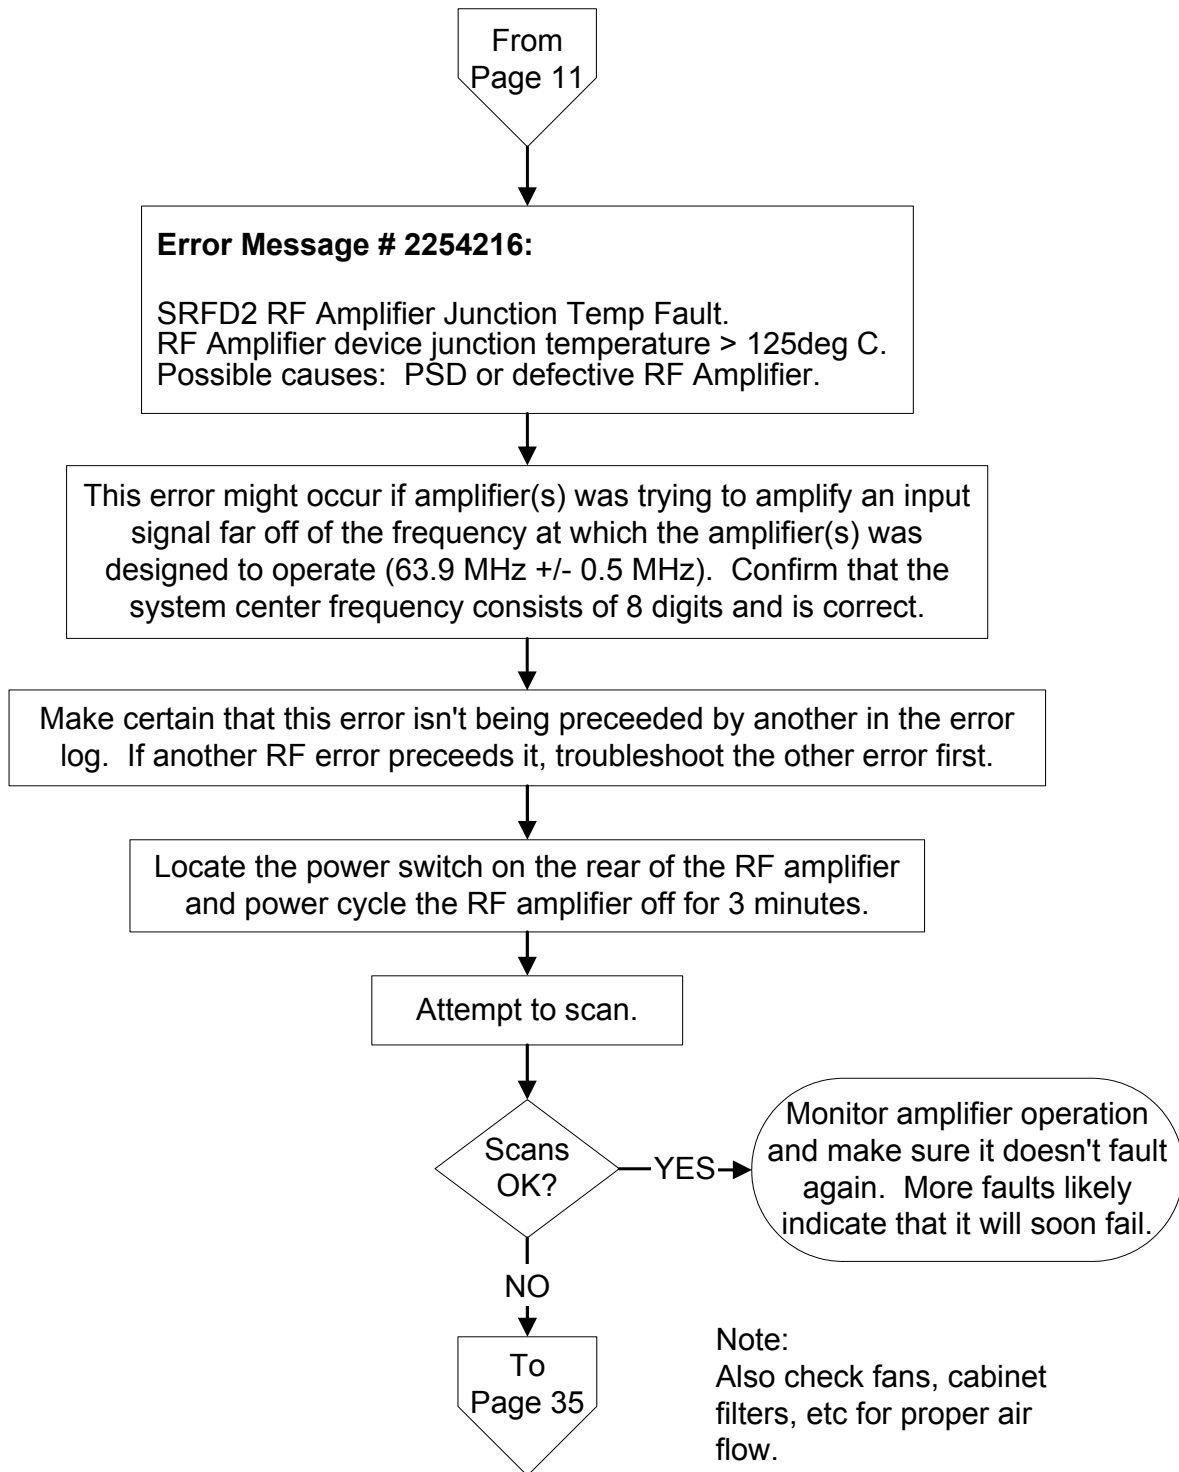 From
Page 11
Error Message # 2254216:
SRFD2 RF Amplifier Junction Temp Fault.
RF Amplifier device junction temperature > 125deg C.
Possible causes:  PSD or defective RF Amplifier.
This error might occur if amplifier(s) was trying to amplify an input
signal far off of the frequency at which the amplifier(s) was
designed to operate (63.9 MHz +/- 0.5 MHz).  Confirm that the
system center frequency consists of 8 digits and is correct.
Make certain that this error isn't being preceeded by another in the error
log.  If another RF error preceeds it, troubleshoot the other error first.
Locate the power switch on the rear of the RF amplifier
and power cycle the RF amplifier off for 3 minutes.
Attempt to scan.
Scans
OK?
YES
Monitor amplifier operation
and make sure it doesn't fault
again.  More faults likely
indicate that it will soon fail.
NO
To
Page 35
Note:
Also check fans, cabinet
filters, etc for proper air
flow.